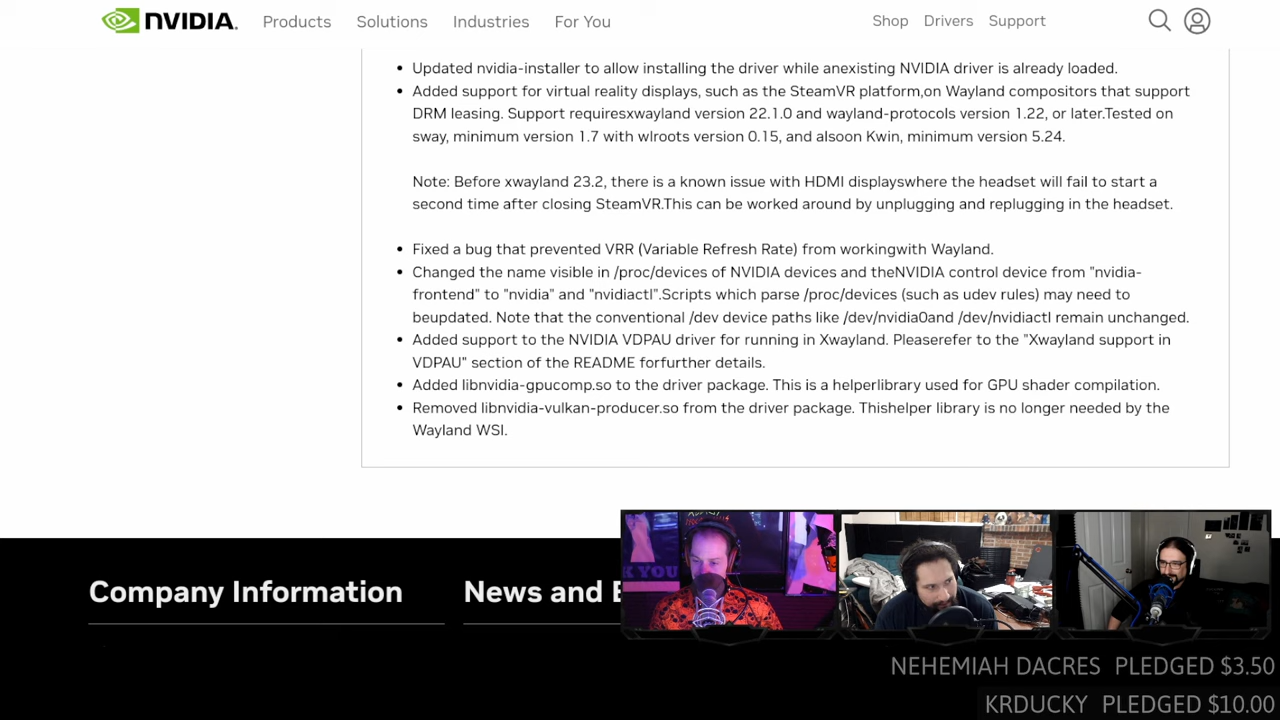 NVIDIA.
Products
Solutions
Industries
For You
Shop
Drivers
Support
Updated nvidia-installer to allow installing the driver while anexisting NVIDIA driver is already loaded.
Added support for virtual reality displays, such as the SteamVR platform,on Wayland compositors that support
DRM leasing. Support requiresxwayland version 22.1.0 and wayland-protocols version 1.22, or later.Tested on
sway, minimum version 1.7 with wlroots version 0.15, and alsoon Kwin, minimum version 5.24.
Note: Before xwayland 23.2, there is a known issue with HDMI displayswhere the headset will fail to start a
second time after closing SteamVR.This can be worked around by unplugging and replugging in the headset.
Fixed a bug that prevented VRR (Variable Refresh Rate) from workingwith Wayland.
Changed the name visible in /proc/devices of NVIDIA devices and theNVIDIA control device from "nvidia-
frontend" to "nvidia" and "nvidiactl".Scripts which parse /proc/devices (such as udev rules) may need to
beupdated. Note that the conventional /dev device paths like /dev/nvidia0and /dev/nvidiactl remain unchanged.
Added support to the NVIDIA VDPAU driver for running in Xwayland. Pleaserefer to the "Xwayland support in
VDPAU" section of the README forfurther details.
Added libnvidia-gpucomp.so to the driver package. This is a helperlibrary used for GPU shader compilation.
Removed libnvidia-vulkan-producer.so from the driver package. Thishelper library is no longer needed by the
Wayland WSI.
Company Information
News and
K YOU
NEHEMIAH DACRES PLEDGED $3.50
KRDUCKY PLEDGED $10.00